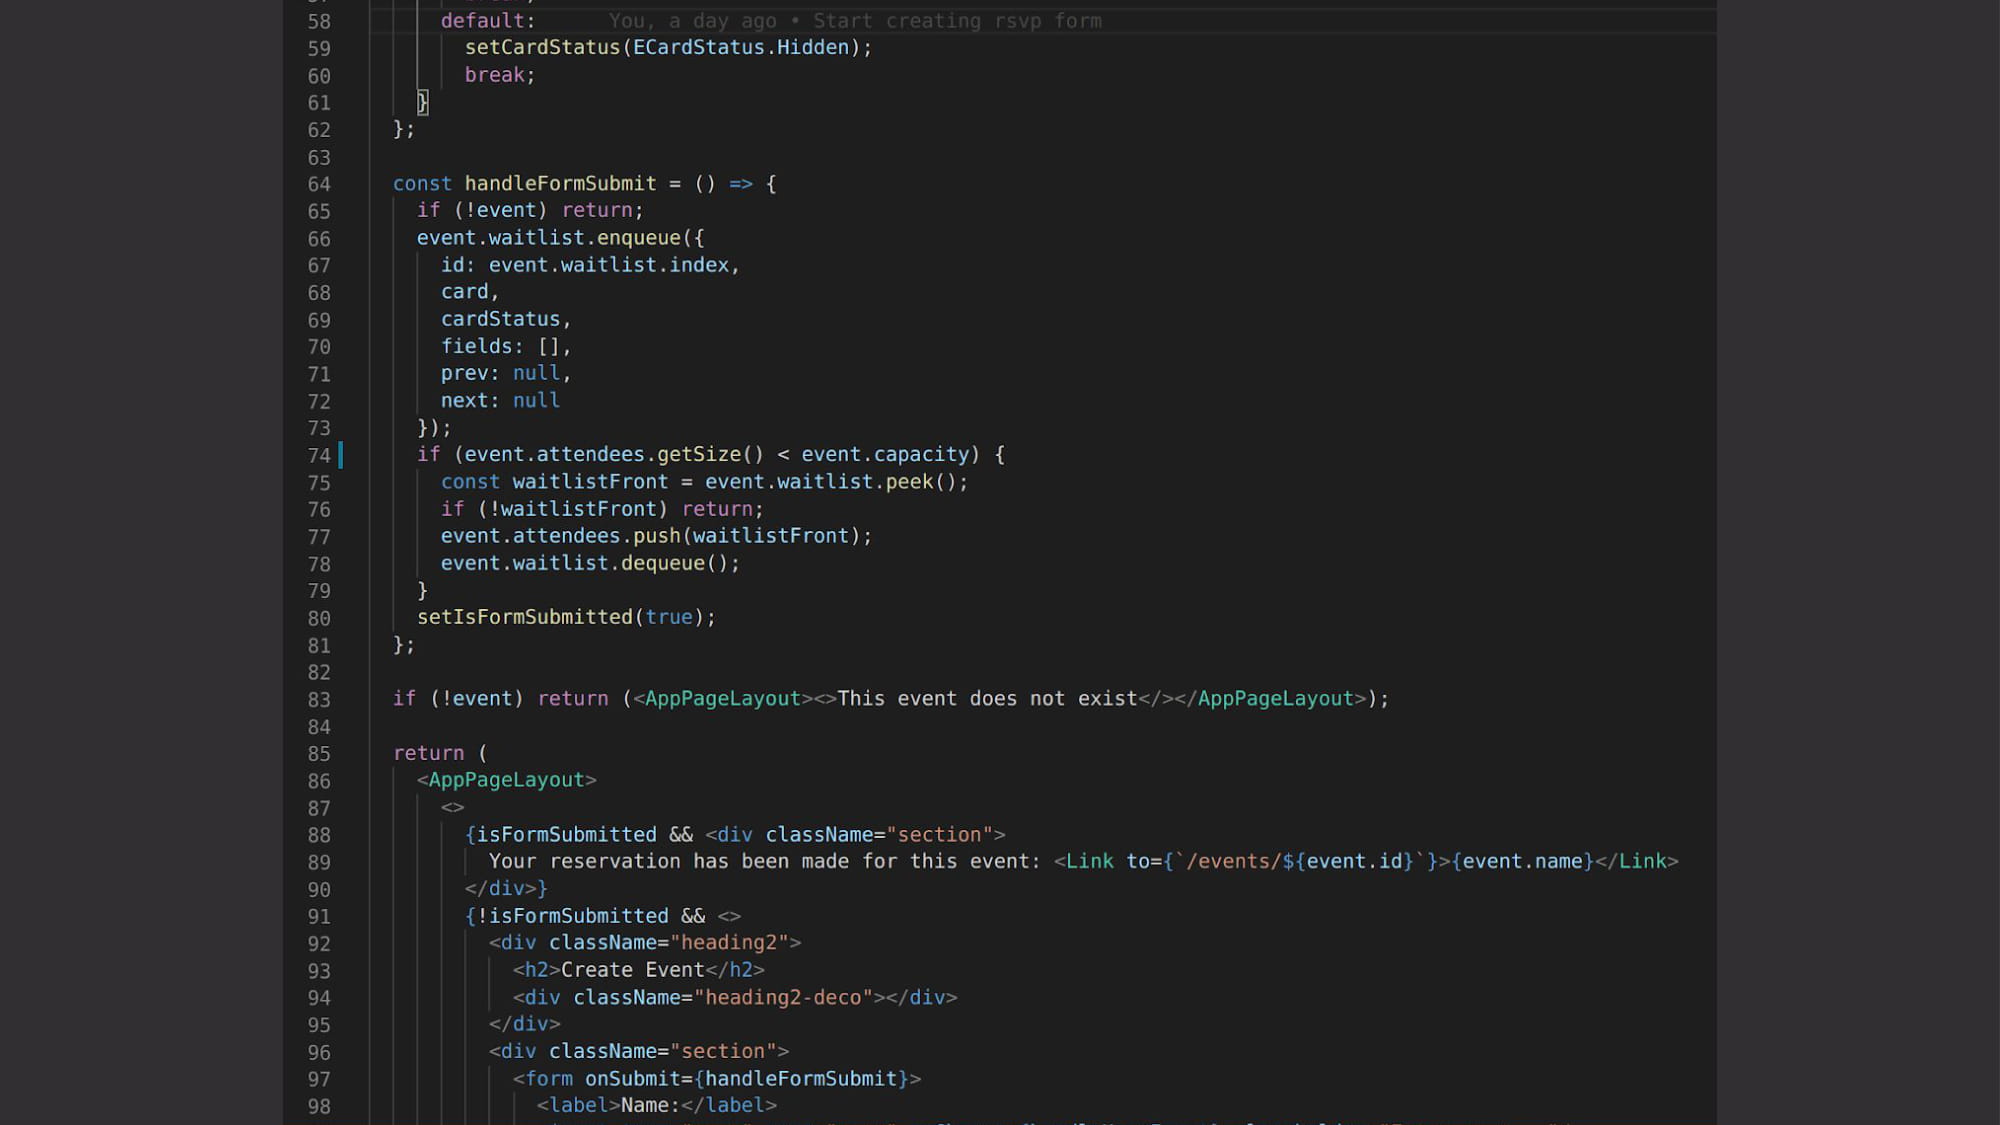 58 default: You, a day ago • Start creating rsvp form
59 setCardStatus(ECardStatus.Hidden);
60 break;
61 }
62 };
63
64 const handleFormSubmit = () => {
65 if (!event) return;
66 event.waitlist.enqueue({
67 id: event.waitlist.index,
68 card,
69 cardStatus,
70 fields: [],
71 prev: null,
72 next: null
73 });
74 if (event.attendees.getSize() < event.capacity) {
75 const waitlistFront = event.waitlist.peek();
76 if (!waitlistFront) return;
77 event.attendees.push(waitlistFront);
78 event.waitlist.dequeue();
79 }
80 setIsFormSubmitted(true);
81 };
82
83 if (!event) return (<AppPageLayout><>This event does not exist</></AppPageLayout>);
84
85 return (
86 <AppPageLayout>
87 <>
88 {isFormSubmitted && <div className="section">
89 Your reservation has been made for this event: <Link to={`/events/${event.id}`}>{event.name}</Link>
90 </div>}
91 {!isFormSubmitted && <>
92 <div className="heading2">
93 <h2>Create Event</h2>
94 <div className="heading2-deco"></div>
95 </div>
96 <div className="section">
97 <form onSubmit={handleFormSubmit}>
98 <label>Name:</label>